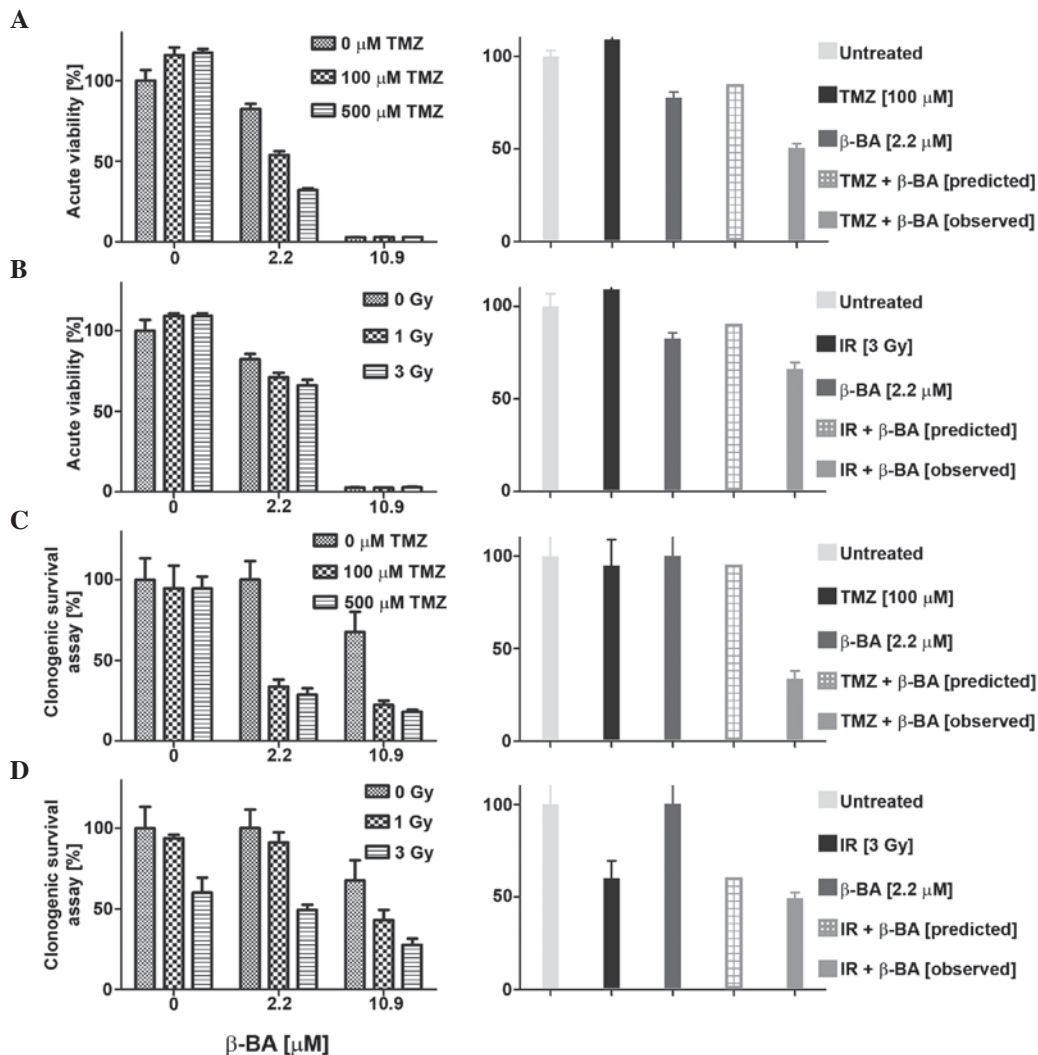 A
Acute viability [%]
100
50
0
0 μM TMZ
100 μM TMZ
500 μM TMZ
0 2.2 10.9
100
50
0
Untreated
TMZ [100 μM]
β-BA [2.2 μM]
TMZ + β-BA [predicted]
TMZ + β-BA [observed]
B
Acute viability [%]
100
50
0
0 Gy
1 Gy
3 Gy
0 2.2 10.9
100
50
0
Untreated
IR [3 Gy]
β-BA [2.2 μM]
IR + β-BA [predicted]
IR + β-BA [observed]
C
Clonogenic survival
assay [%]
100
50
0
0 μM TMZ
100 μM TMZ
500 μM TMZ
0 2.2 10.9
100
50
0
Untreated
TMZ [100 μM]
β-BA [2.2 μM]
TMZ + β-BA [predicted]
TMZ + β-BA [observed]
D
Clonogenic survival
assay [%]
100
50
0
0 Gy
1 Gy
3 Gy
0 2.2 10.9
100
50
0
Untreated
IR [3 Gy]
β-BA [2.2 μM]
IR + β-BA [predicted]
IR + β-BA [observed]
β-BA [μM]